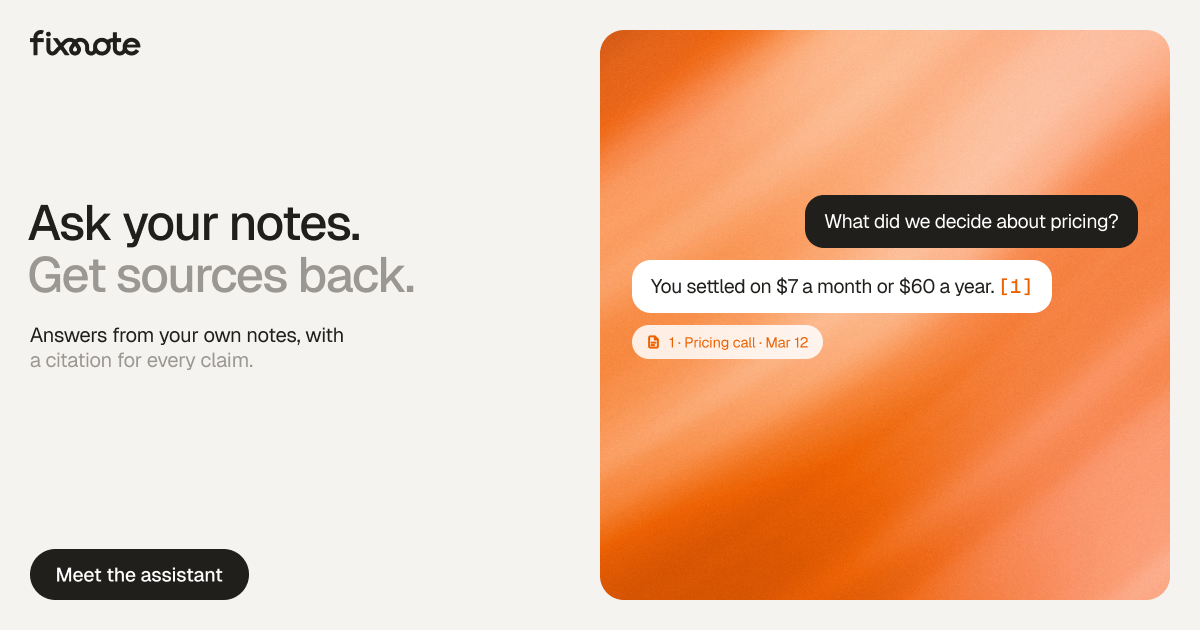 fixnote
Ask your notes.
Get sources back.
Answers from your own notes, with
a citation for every claim.
Meet the assistant
What did we decide about pricing?
You settled on $7 a month or $60 a year. [1]
1 · Pricing call · Mar 12